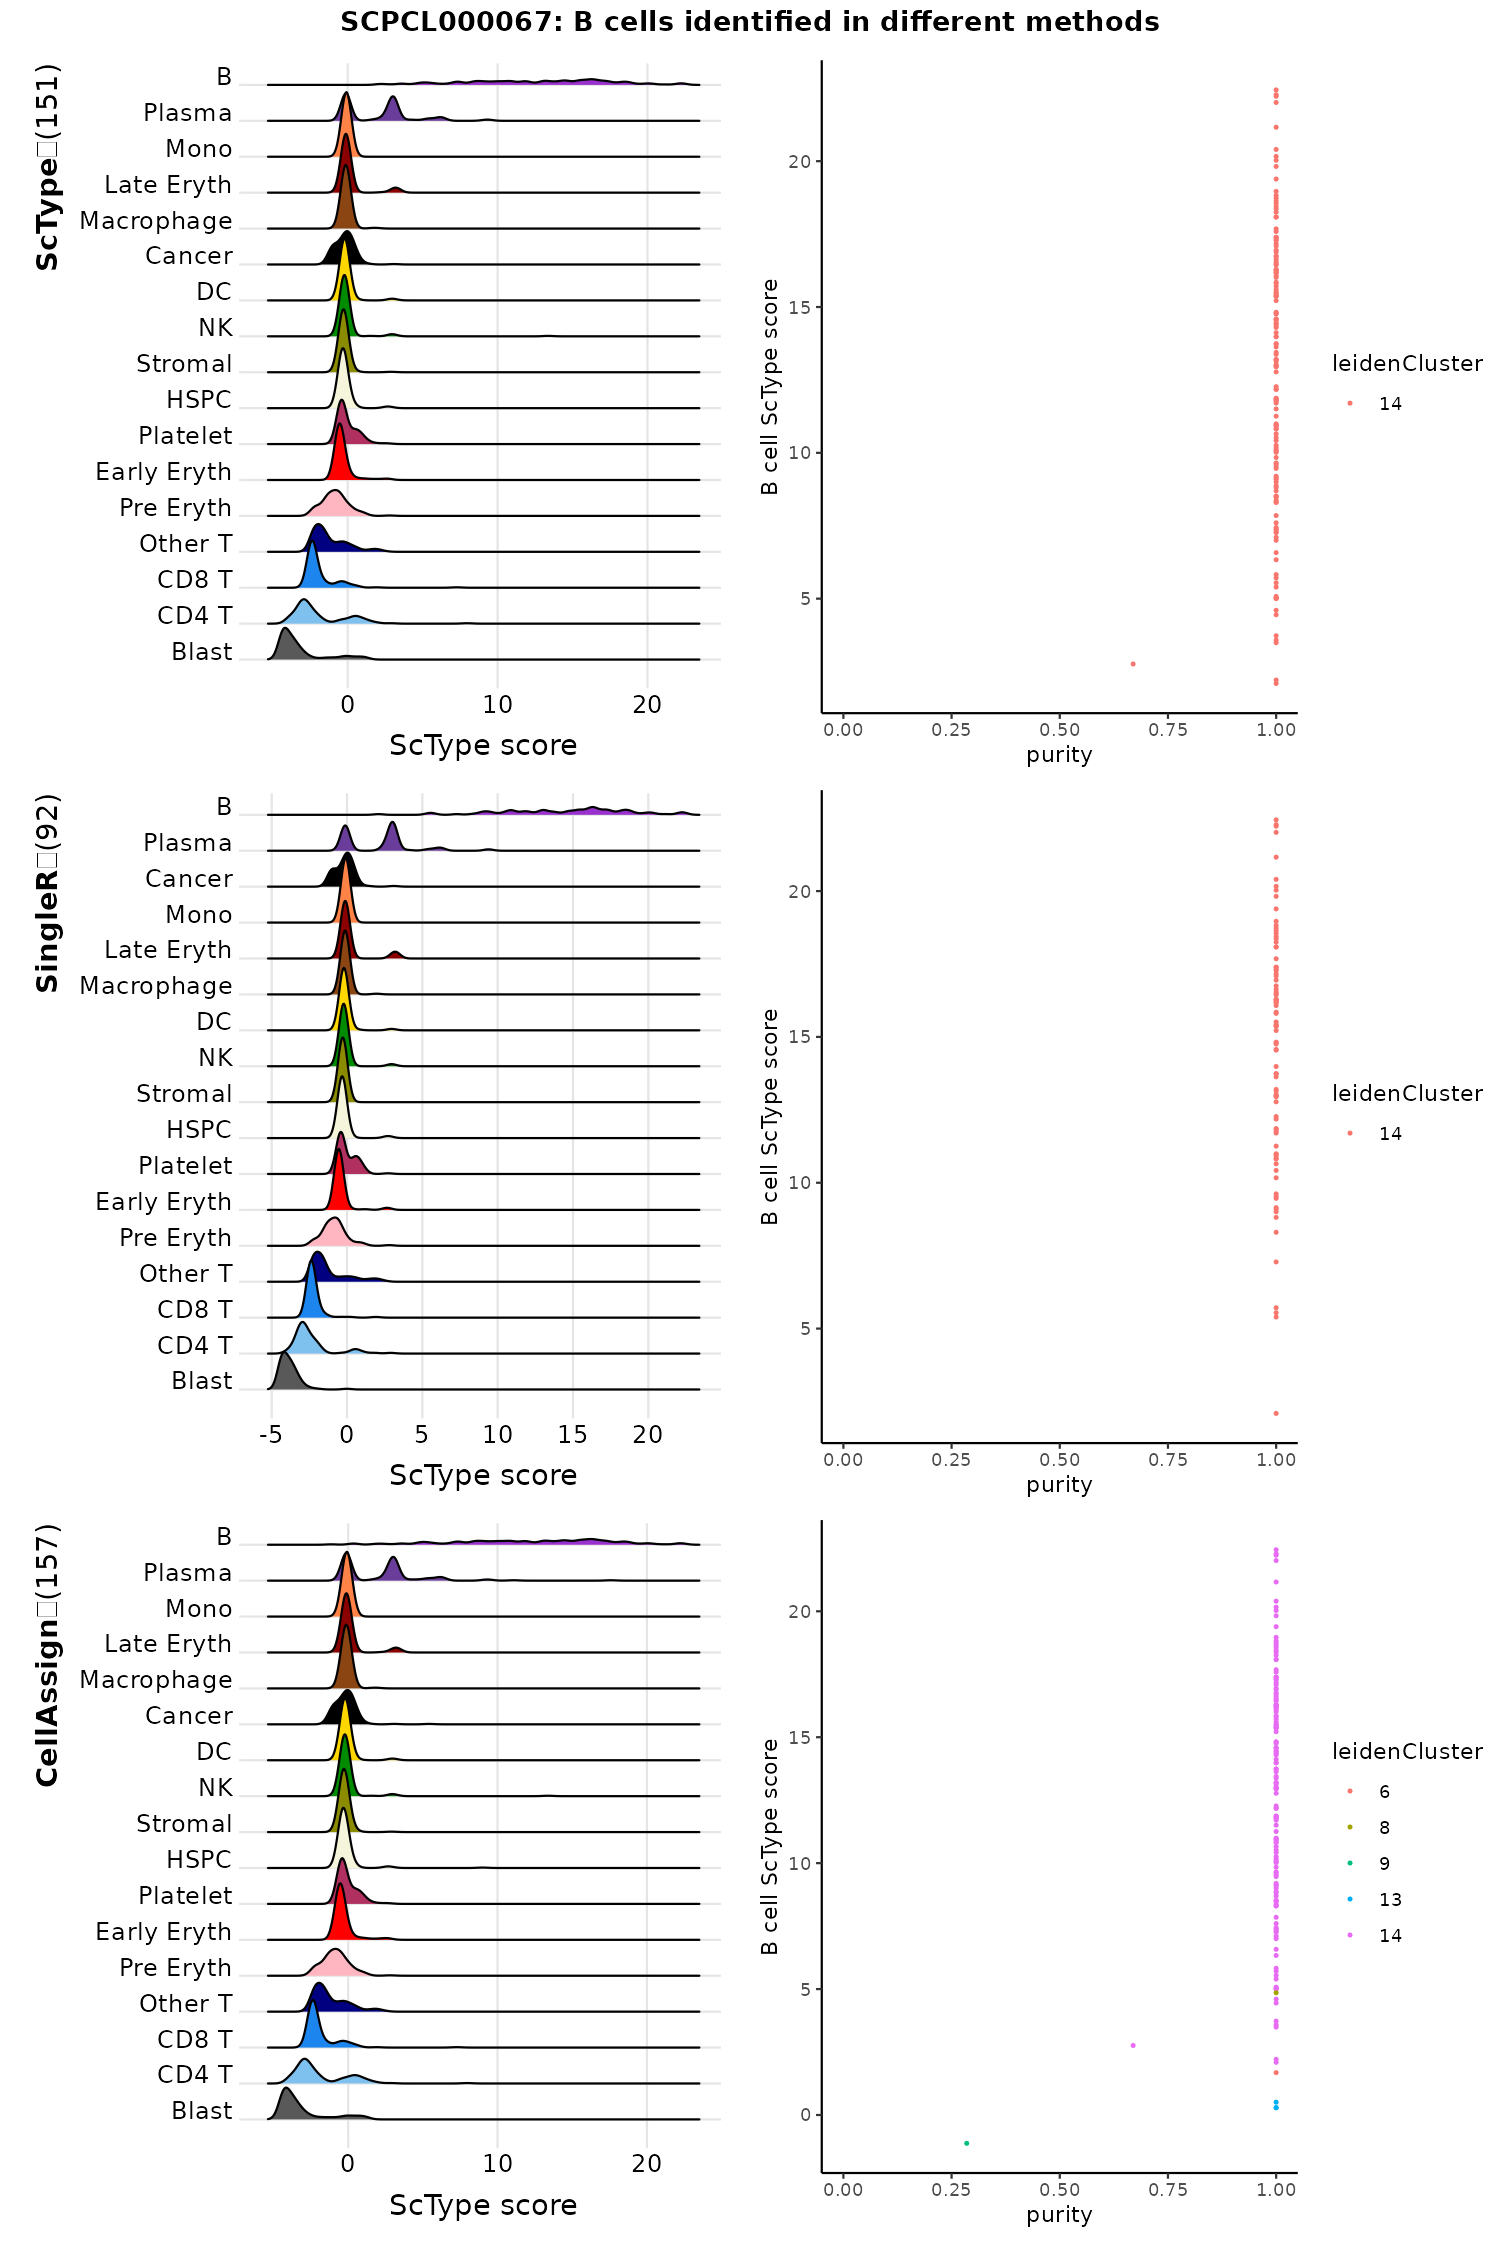 SCPCL000067: B cells identified in different methods
ScType□(151)
B
Plasma
Mono
Late Eryth
Macrophage
Cancer
DC
NK
Stromal
HSPC
Platelet
Early Eryth
Pre Eryth
Other T
CD8 T
CD4 T
Blast
0 10 20
ScType score
B cell ScType score
20
15
10
5
0.00 0.25 0.50 0.75 1.00
purity
leidenCluster
14
SingleR□(92)
B
Plasma
Cancer
Mono
Late Eryth
Macrophage
DC
NK
Stromal
HSPC
Platelet
Early Eryth
Pre Eryth
Other T
CD8 T
CD4 T
Blast
-5 0 5 10 15 20
ScType score
B cell ScType score
20
15
10
5
0.00 0.25 0.50 0.75 1.00
purity
leidenCluster
14
CellAssign□(157)
B
Plasma
Mono
Late Eryth
Macrophage
Cancer
DC
NK
Stromal
HSPC
Platelet
Early Eryth
Pre Eryth
Other T
CD8 T
CD4 T
Blast
0 10 20
ScType score
B cell ScType score
20
15
10
5
0
0.00 0.25 0.50 0.75 1.00
purity
leidenCluster
6
8
9
13
14